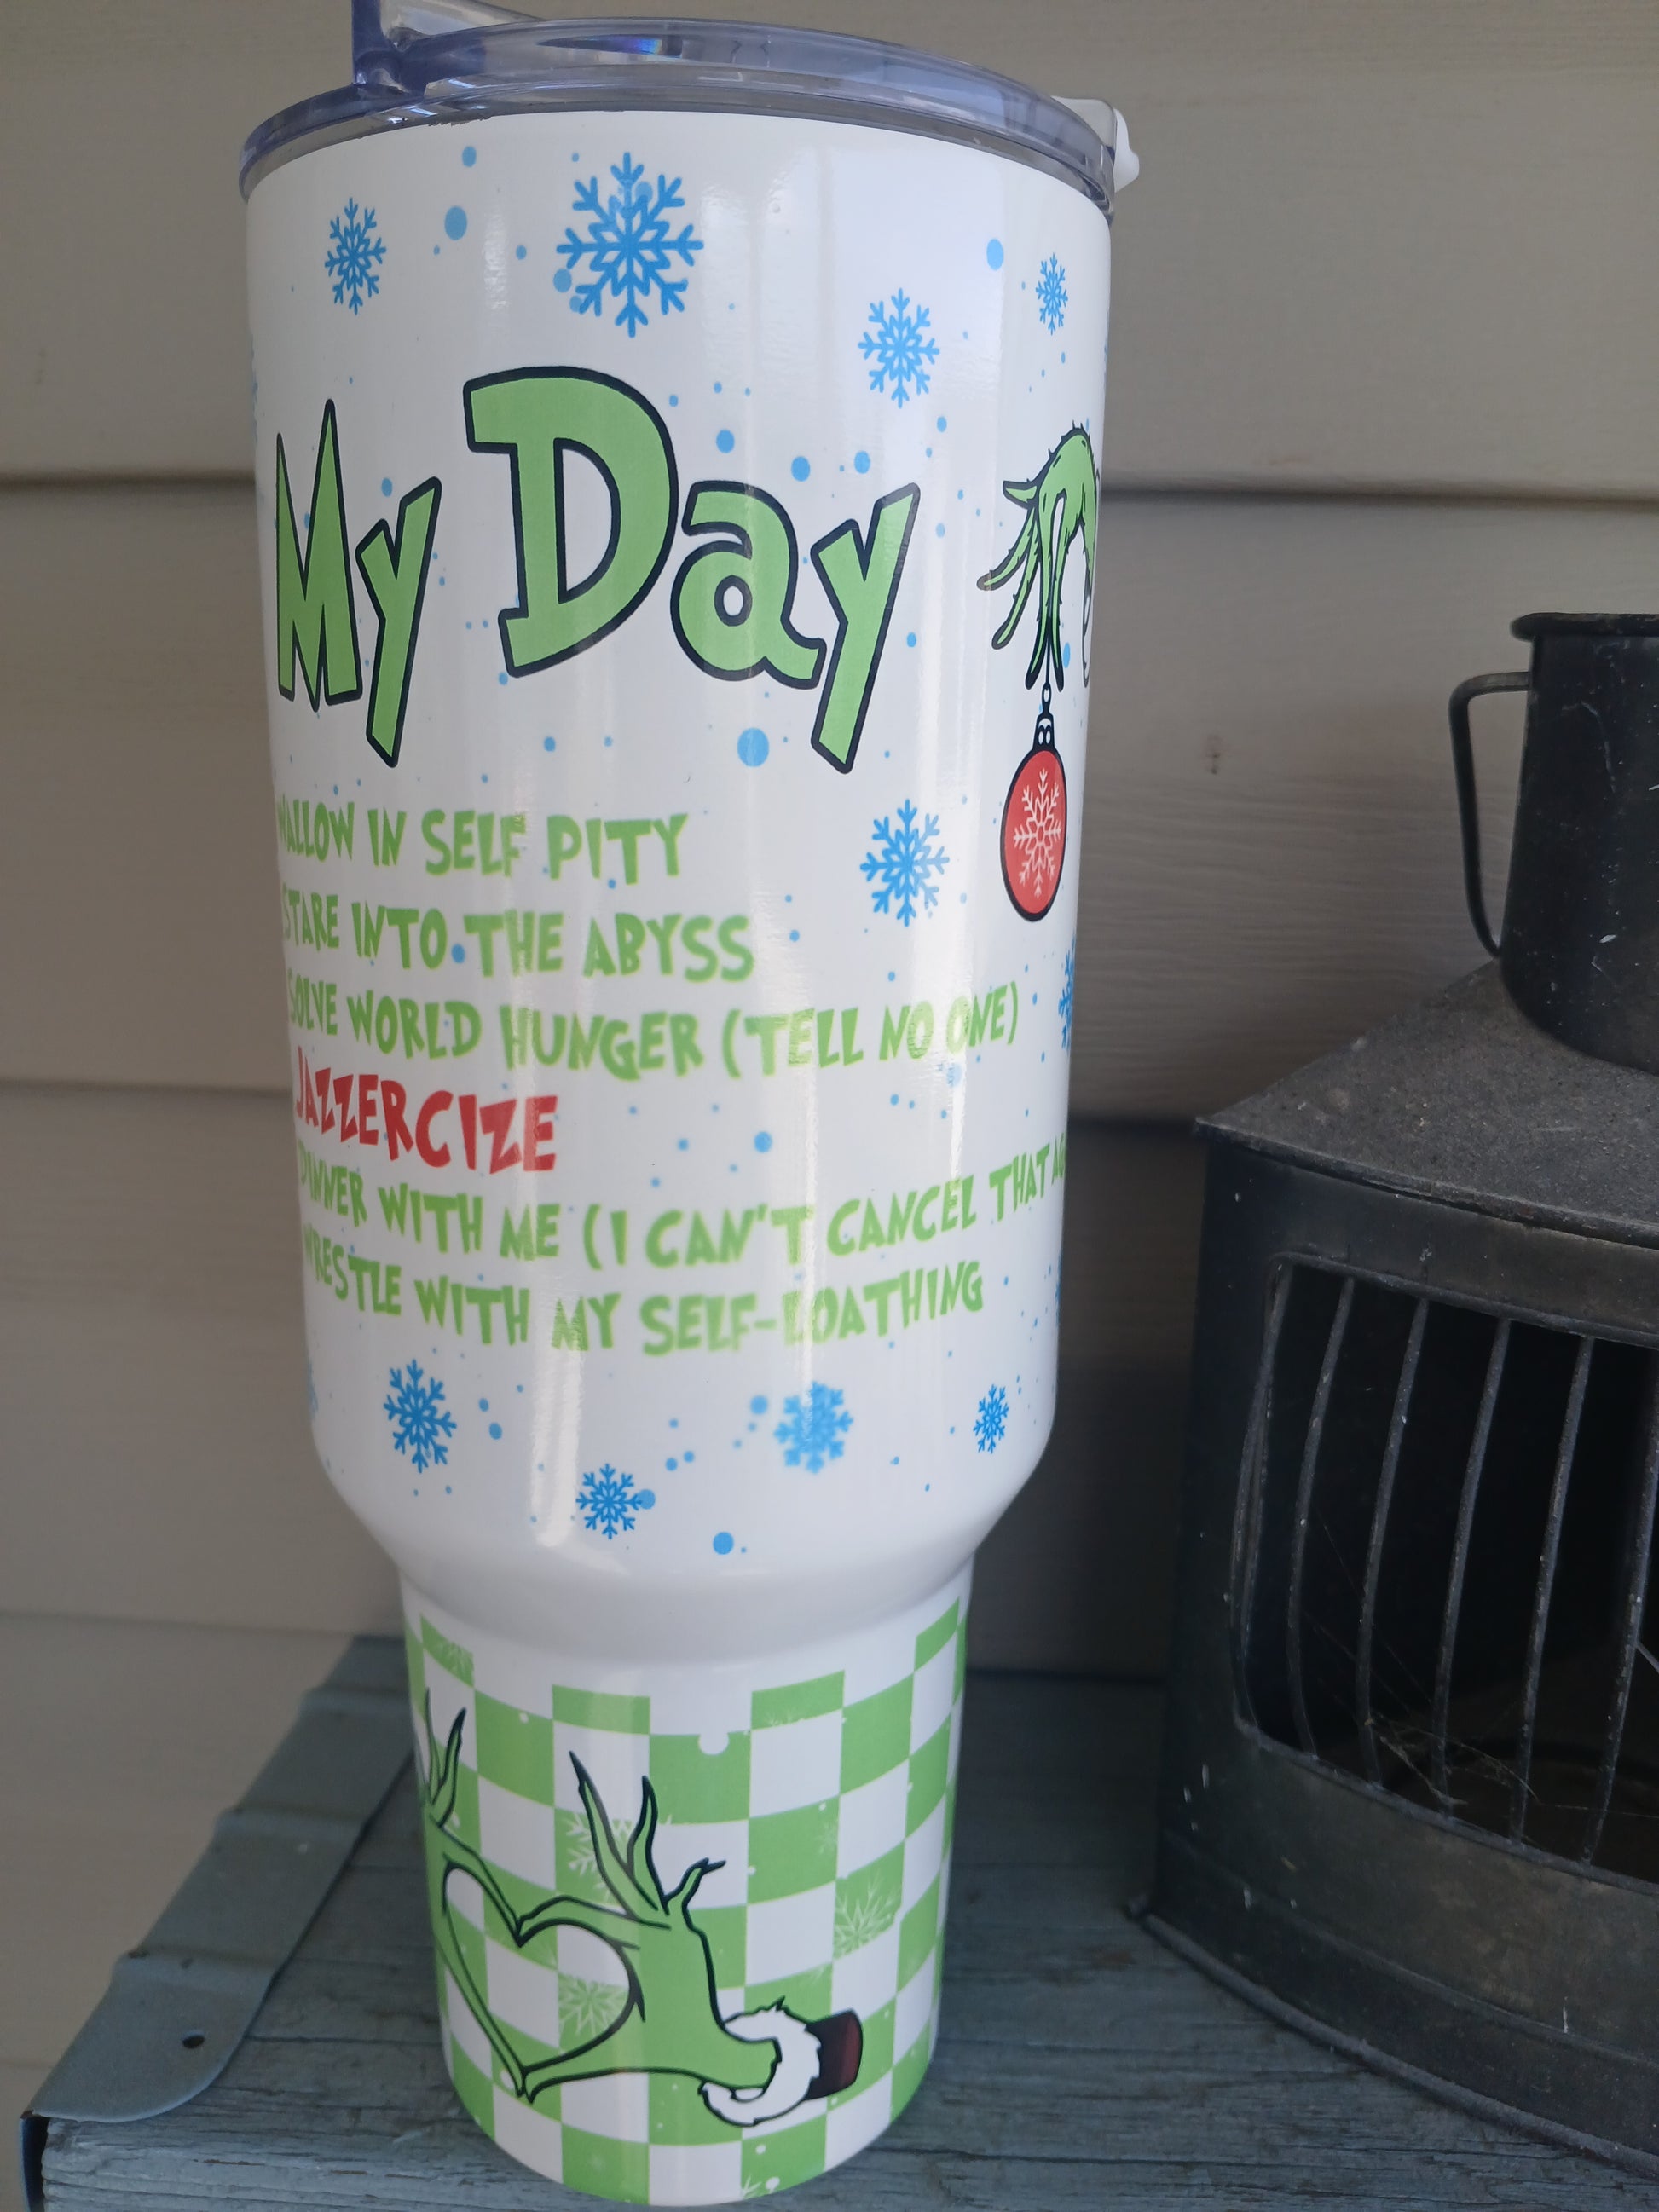 My Day
WALLOW IN SELF PITY
STARE INTO THE ABYSS
SOLVE WORLD HUNGER (TELL NO ONE)
JAZZERCIZE
DINNER WITH ME (I CAN'T CANCEL THAT
WRESTLE WITH MY SELF-LOATHING